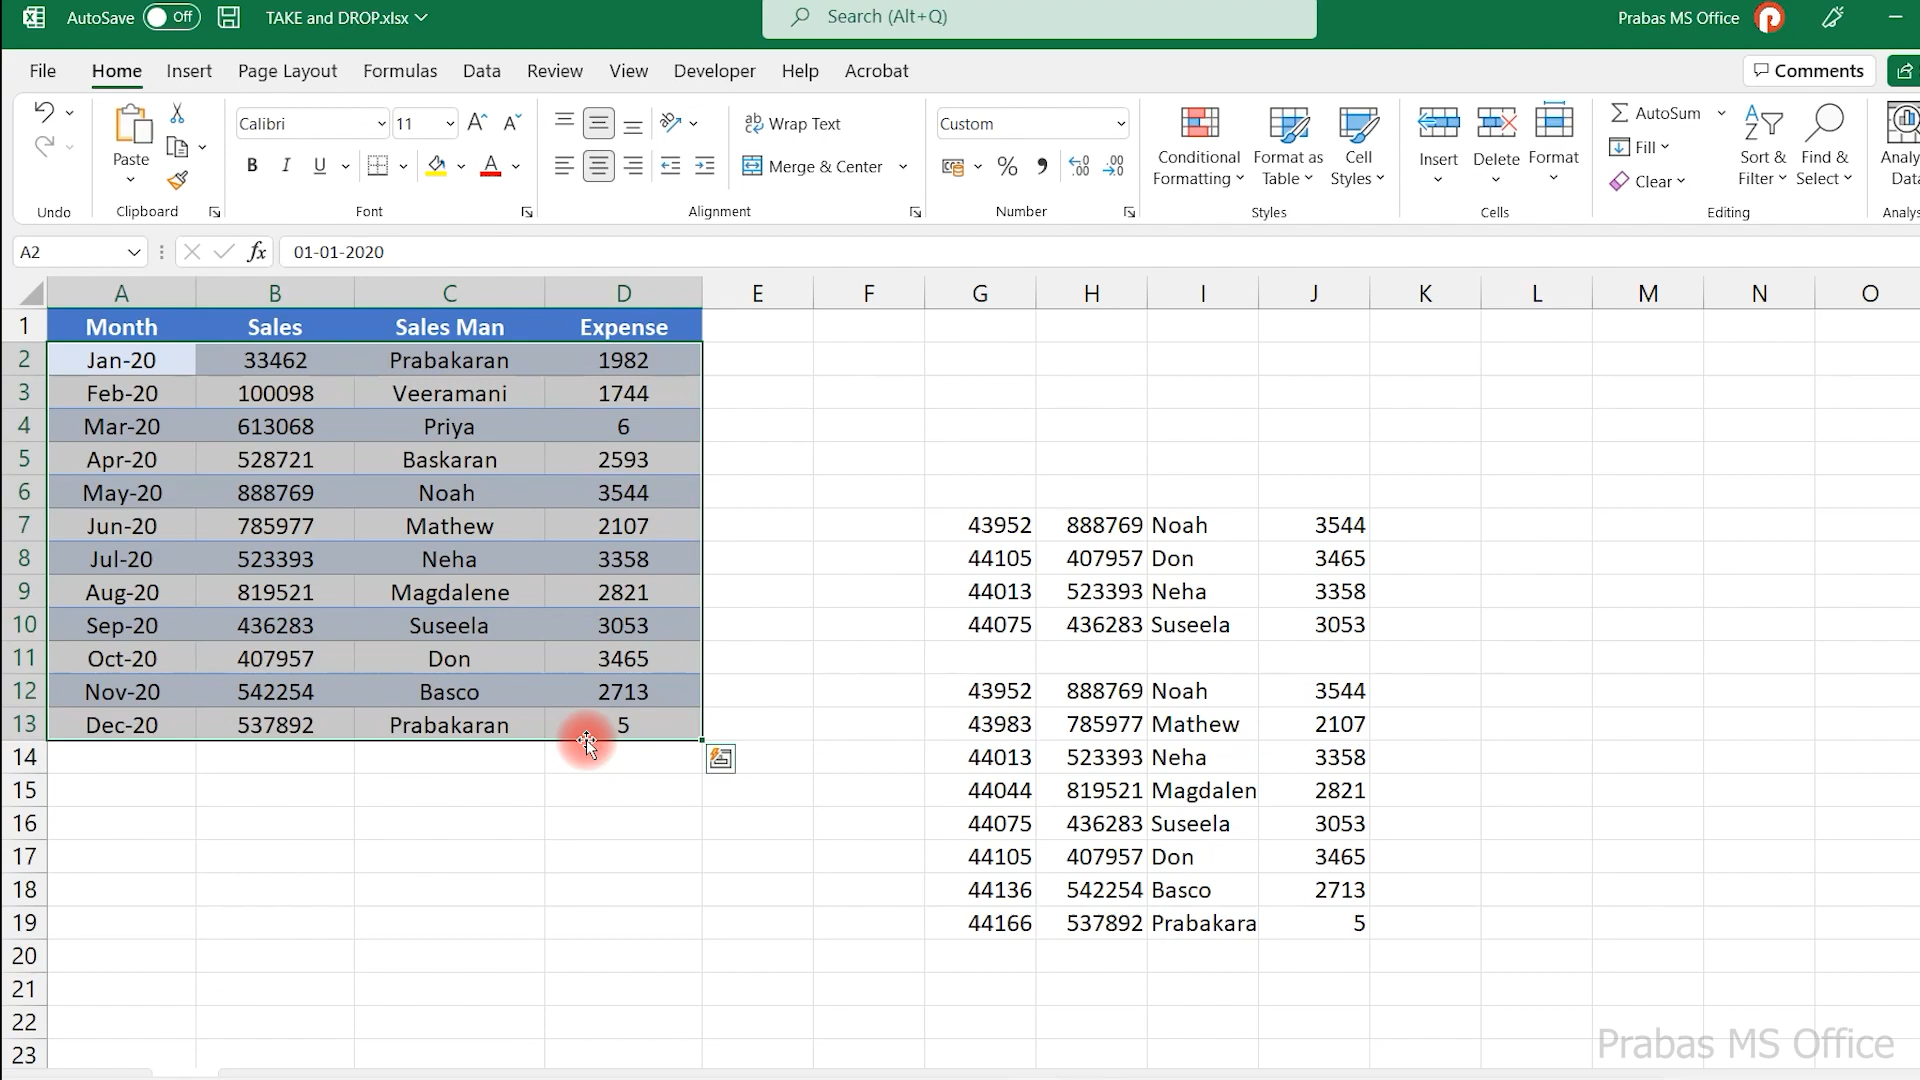 AutoSave Off TAKE and DROP.xlsx Search (Alt+Q) Prabas MS Office
File Home Insert Page Layout Formulas Data Review View Developer Help Acrobat Comments
Calibri 11 Wrap Text Custom AutoSum
Paste B I U Merge & Center % Conditional Formatting Format as Table Cell Styles Insert Delete Format Fill Clear Sort & Filter Find & Select
Undo Clipboard Font Alignment Number Styles Cells Editing
A2 fx 01-01-2020
A B C D E F G H I J K L M N O
1 Month Sales Sales Man Expense
2 Jan-20 33462 Prabakaran 1982
3 Feb-20 100098 Veeramani 1744
4 Mar-20 613068 Priya 6
5 Apr-20 528721 Baskaran 2593
6 May-20 888769 Noah 3544
7 Jun-20 785977 Mathew 2107 43952 888769 Noah 3544
8 Jul-20 523393 Neha 3358 44105 407957 Don 3465
9 Aug-20 819521 Magdalene 2821 44013 523393 Neha 3358
10 Sep-20 436283 Suseela 3053 44075 436283 Suseela 3053
11 Oct-20 407957 Don 3465
12 Nov-20 542254 Basco 2713 43952 888769 Noah 3544
13 Dec-20 537892 Prabakaran 5 43983 785977 Mathew 2107
14 44013 523393 Neha 3358
15 44044 819521 Magdalen 2821
16 44075 436283 Suseela 3053
17 44105 407957 Don 3465
18 44136 542254 Basco 2713
19 44166 537892 Prabakara 5
20
21
22
23
Prabas MS Office